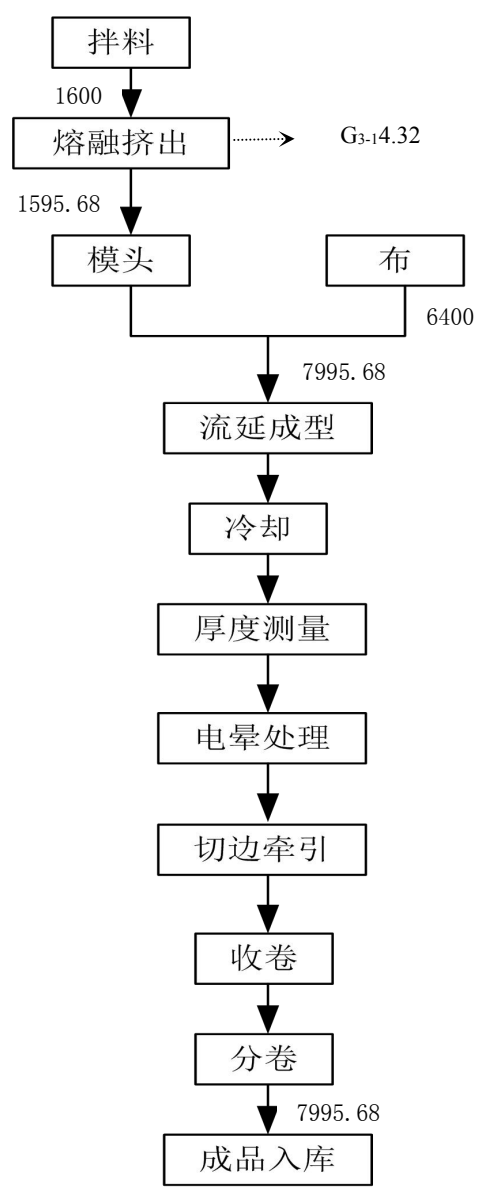 拌料
1600
熔融挤出
G3-14.32
1595.68
模头
布
6400
7995.68
流延成型
冷却
厚度测量
电晕处理
切边牵引
收卷
分卷
7995.68
成品入库